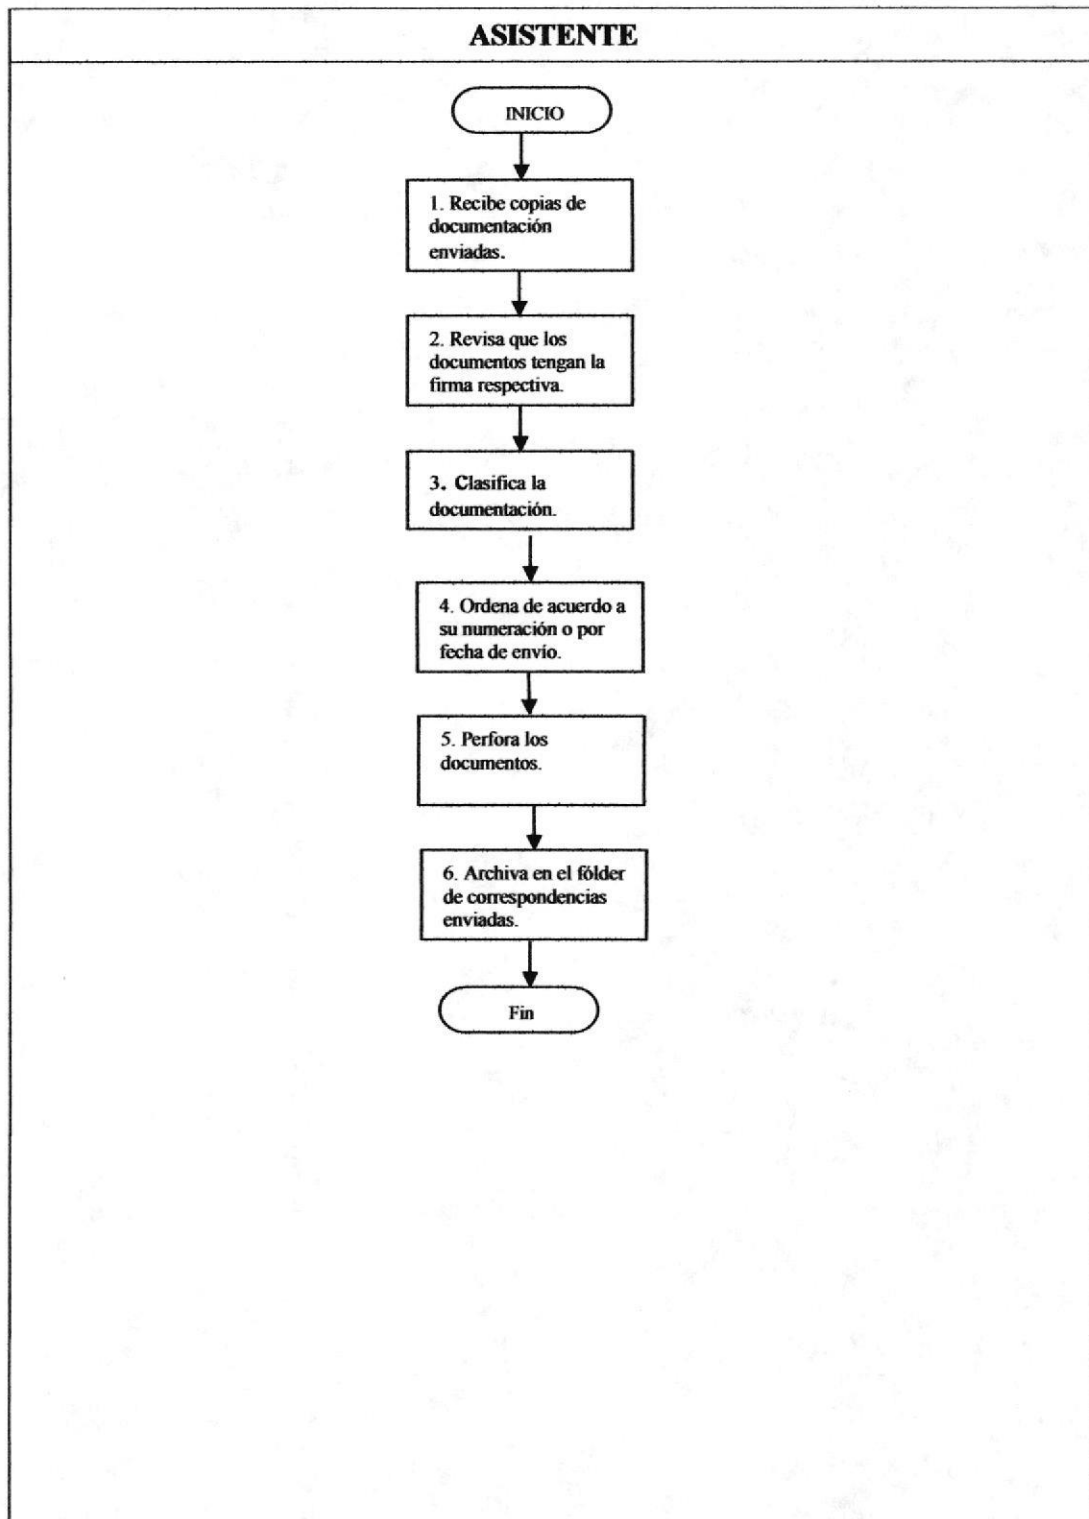 ASISTENTE
INICIO
1. Recibe copias de
documentación
enviadas.
2. Revisa que los
documentos tengan la
firma respectiva.
3. Clasifica la
documentación.
4. Ordena de acuerdo a
su numeración o por
fecha de envío.
5. Perfora los
documentos.
6. Archiva en el fólder
de correspondencias
enviadas.
Fin